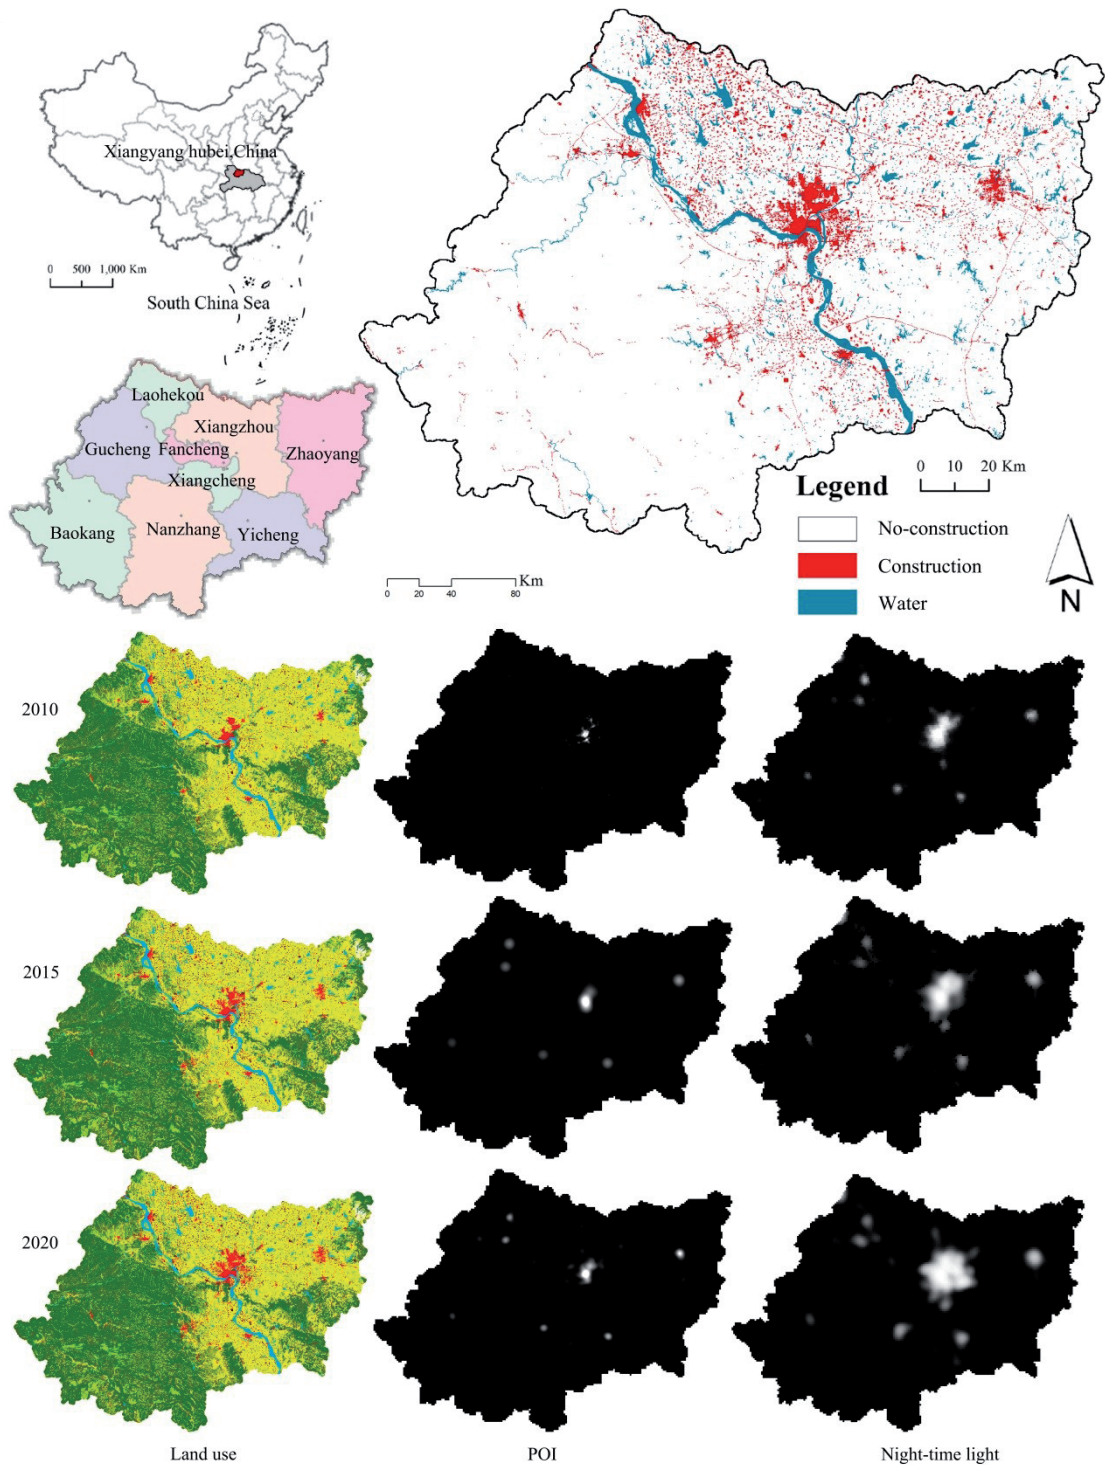 Xiangyang hubei,China
0 500 1,000 Km
South China Sea
Laohekou
Xiangzhou
Gucheng
Fancheng
Zhaoyang
Xiangcheng
Baokang
Nanzhang
Yicheng
0 20 40 80
Km
0 10 20 Km
Legend
No-construction
Construction
Water
N
2010
2015
2020
Land use
POI
Night-time light